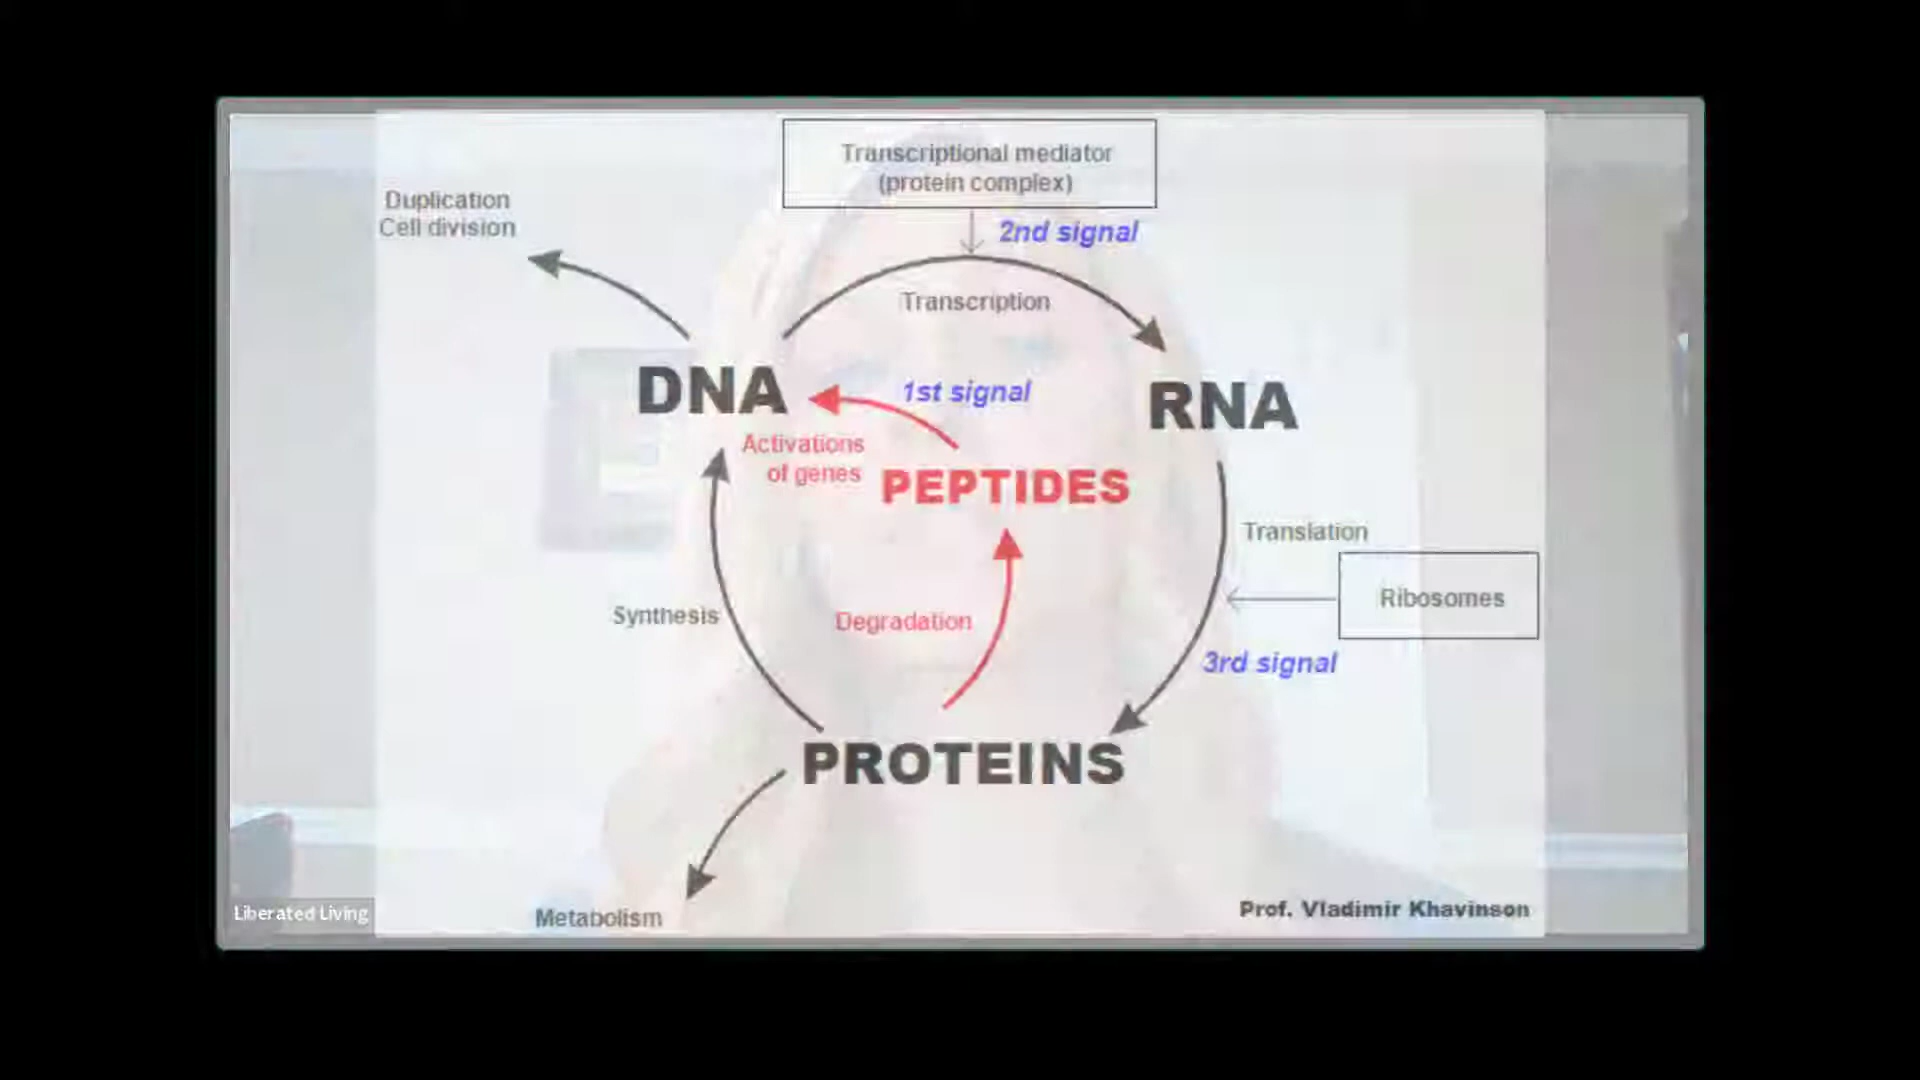 Transcriptional mediator
(protein complex)
Duplication
Cell division
2nd signal
Transcription
DNA
1st signal
RNA
Activations
of genes
PEPTIDES
Translation
Ribosomes
Synthesis
Degradation
3rd signal
PROTEINS
Metabolism
Prof. Vladimir Khavinson
Liberated Living